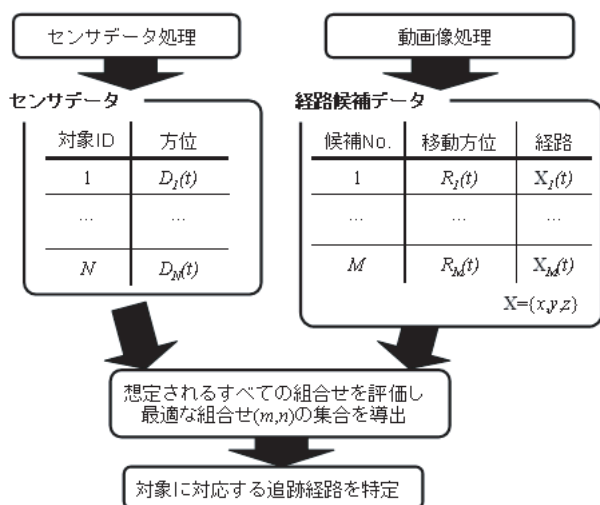 センサデータ処理
動画像処理
センサデータ
対象ID 方位
1 D1(t)
... ...
N DN(t)
経路候補データ
候補No. 移動方位 経路
1 R1(t) X1(t)
... ... ...
M RM(t) XM(t)
X={x,y,z}
想定されるすべての組合せを評価し
最適な組合せ(m,n)の集合を導出
対象に対応する追跡経路を特定